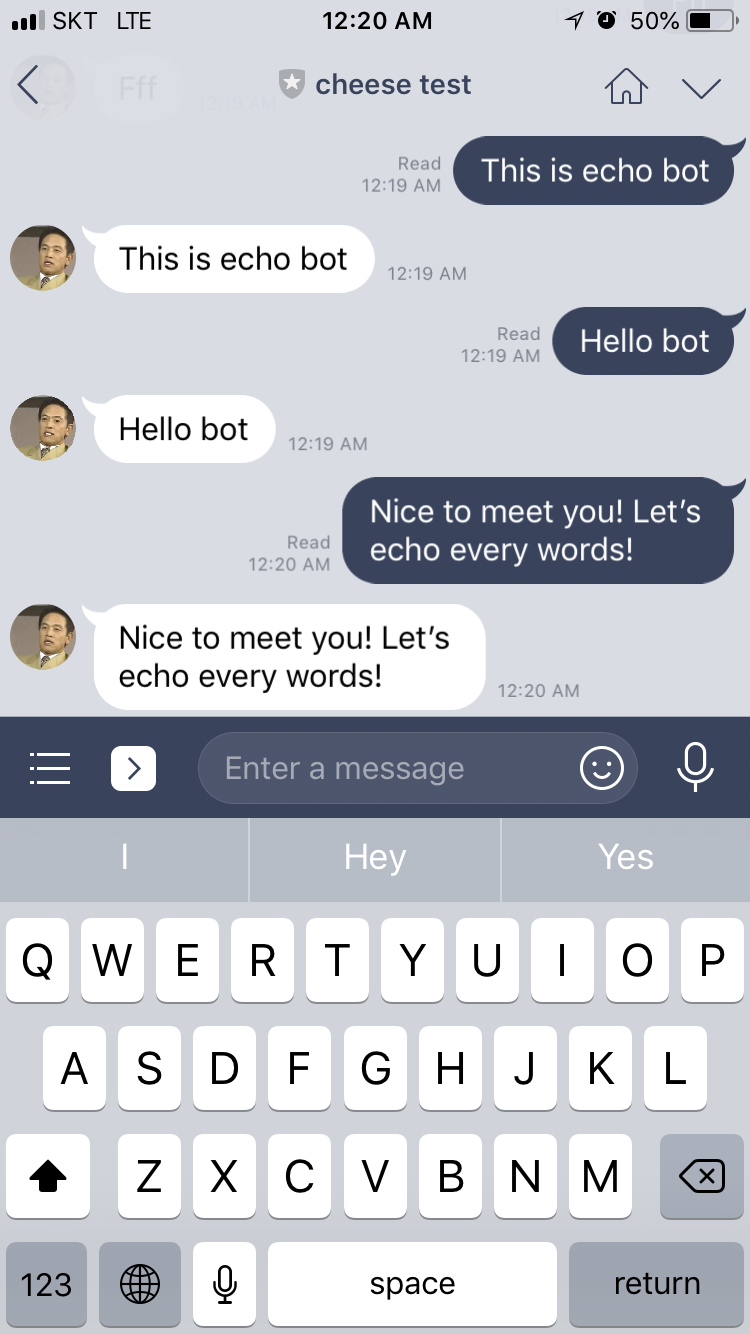 SKT LTE 12:20 AM 50%
Fff
12:19 AM
cheese test
Read
12:19 AM
This is echo bot
This is echo bot
12:19 AM
Read
12:19 AM
Hello bot
Hello bot
12:19 AM
Nice to meet you! Let’s
echo every words!
Read
12:20 AM
Nice to meet you! Let’s
echo every words!
12:20 AM
Enter a message
I Hey Yes
Q W E R T Y U I O P
A S D F G H J K L
Z X C V B N M
123 space return